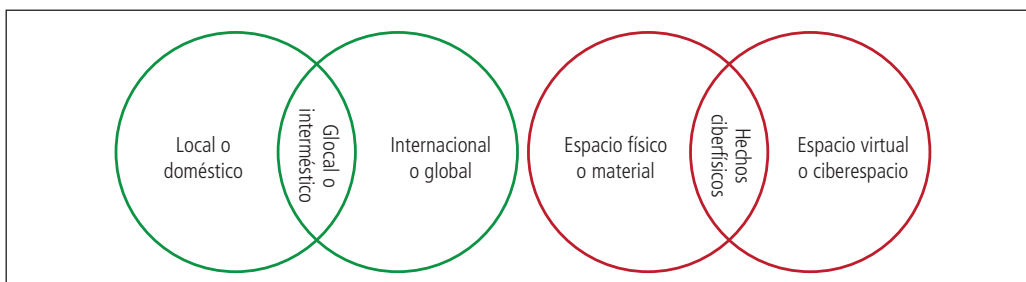 Local o
doméstico
Glocal o
interméstico
Internacional
o global
Espacio físico
o material
Hechos
ciberfísicos
Espacio virtual
o ciberespacio